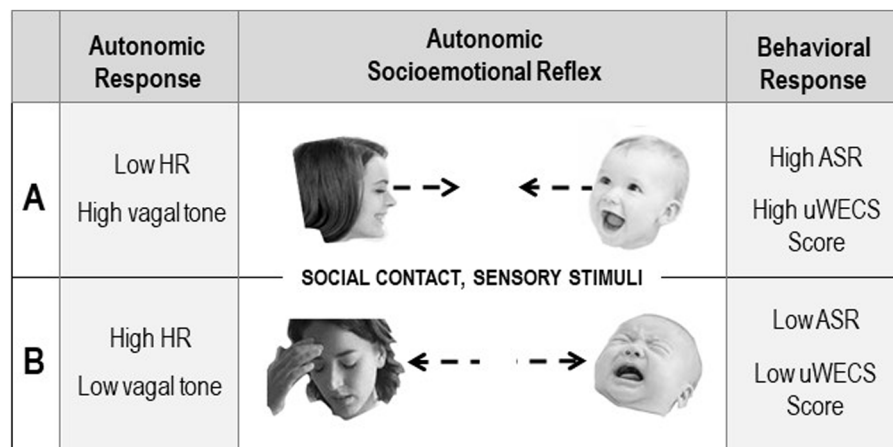 Autonomic
Response
Autonomic
Socioemotional Reflex
Behavioral
Response
A
Low HR
High vagal tone
High ASR
High uWECS
Score
SOCIAL CONTACT, SENSORY STIMULI
B
High HR
Low vagal tone
Low ASR
Low uWECS
Score